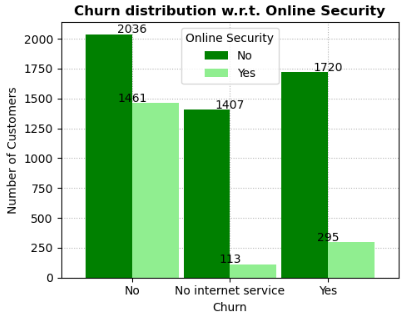 Churn distribution w.r.t. Online Security
Number of Customers
2000
1750
1500
1250
1000
750
500
250
0
Online Security
No
Yes
2036
1461
1407
113
1720
295
No
No internet service
Yes
Churn